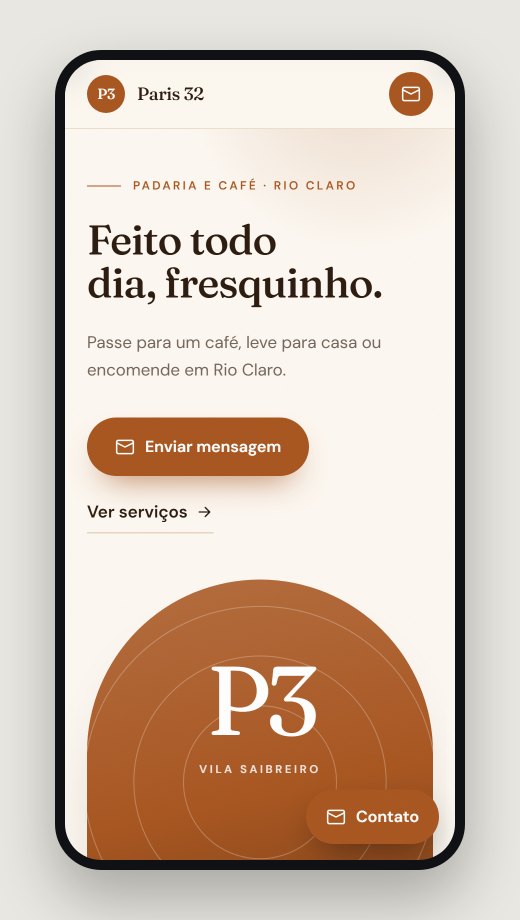 P3 Paris 32
PADARIA E CAFÉ · RIO CLARO
Feito todo
dia, fresquinho.
Passe para um café, leve para casa ou
encomende em Rio Claro.
Enviar mensagem
Ver serviços →
P3
VILA SAIBREIRO
Contato